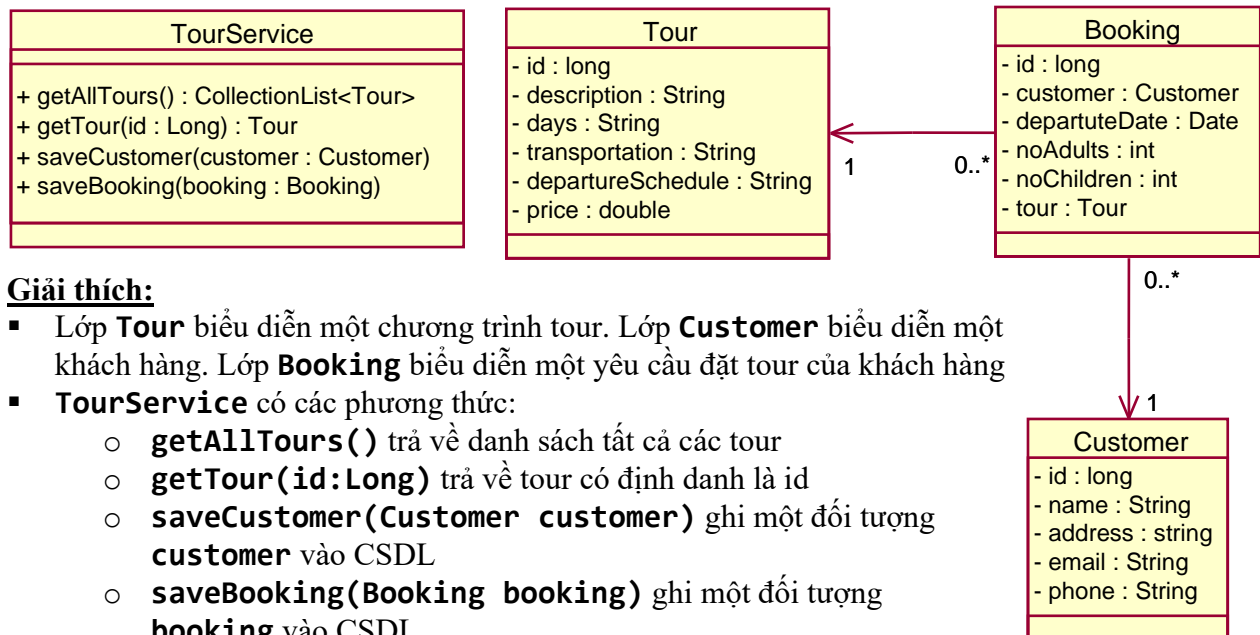 TourService
+ getAllTours() : CollectionList<Tour>
+ getTour(id : Long) : Tour
+ saveCustomer(customer : Customer)
+ saveBooking(booking : Booking)
Tour
- id : long
- description : String
- days : String
- transportation : String
- departureSchedule : String
- price : double
1
0..*
Booking
- id : long
- customer : Customer
- departuteDate : Date
- noAdults : int
- noChildren : int
- tour : Tour
0..*
1
Giải thích:
▪ Lớp Tour biểu diễn một chương trình tour. Lớp Customer biểu diễn một
khách hàng. Lớp Booking biểu diễn một yêu cầu đặt tour của khách hàng
▪ TourService có các phương thức:
o getAllTours() trả về danh sách tất cả các tour
o getTour(id:Long) trả về tour có định danh là id
o saveCustomer(Customer customer) ghi một đối tượng
customer vào CSDL
o saveBooking(Booking booking) ghi một đối tượng
booking vào CSDL
Customer
- id : long
- name : String
- address : string
- email : String
- phone : String